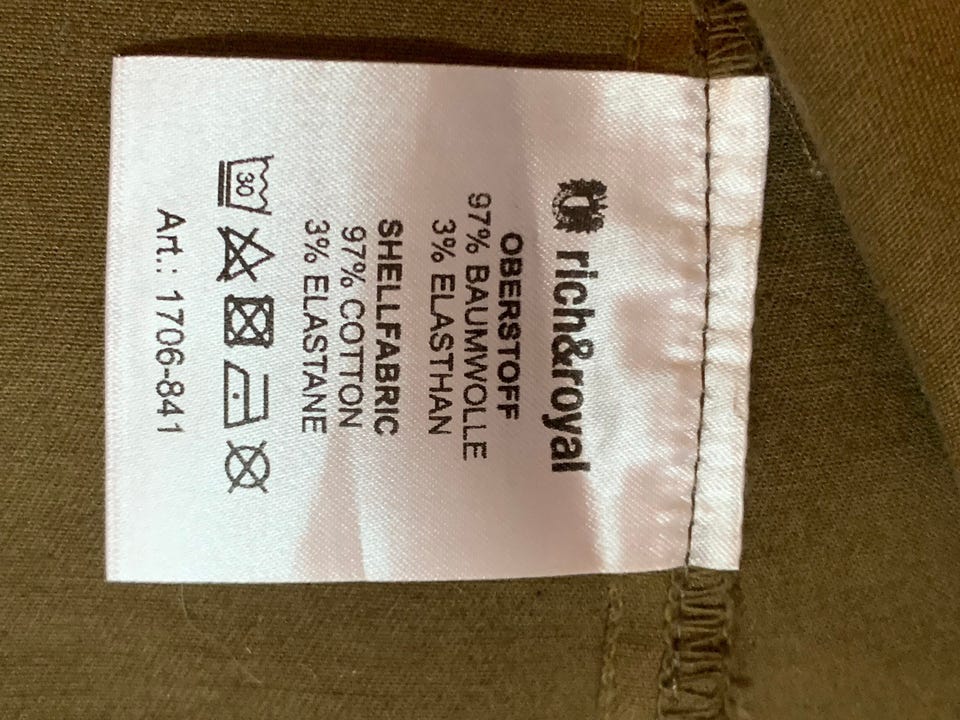 rich&royal
OBERSTOFF
97% BAUMWOLLE
3% ELASTHAN
SHELLFABRIC
97% COTTON
3% ELASTANE
30
Art.: 1706-841